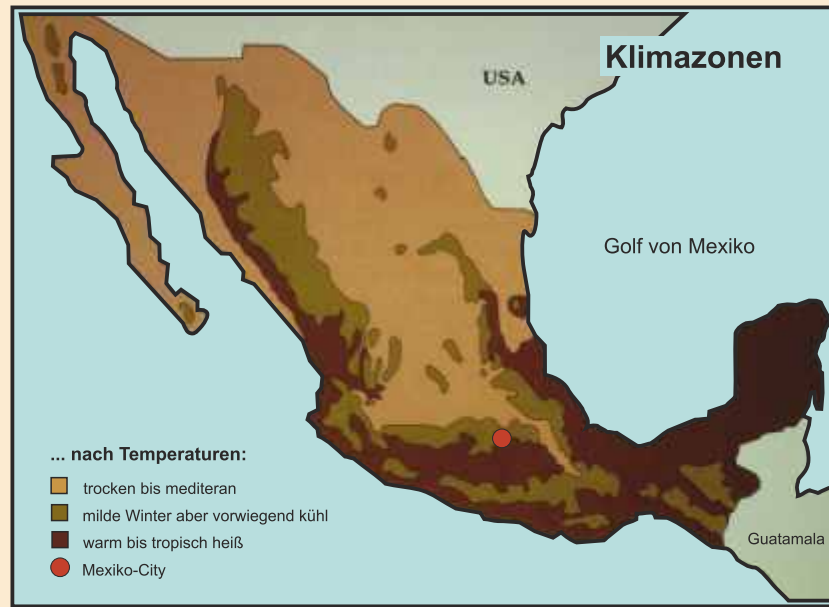 Klimazonen
USA
Golf von Mexiko
... nach Temperaturen:
trocken bis mediteran
milde Winter aber vorwiegend kühl
warm bis tropisch heiß
Mexiko-City
Guatamala